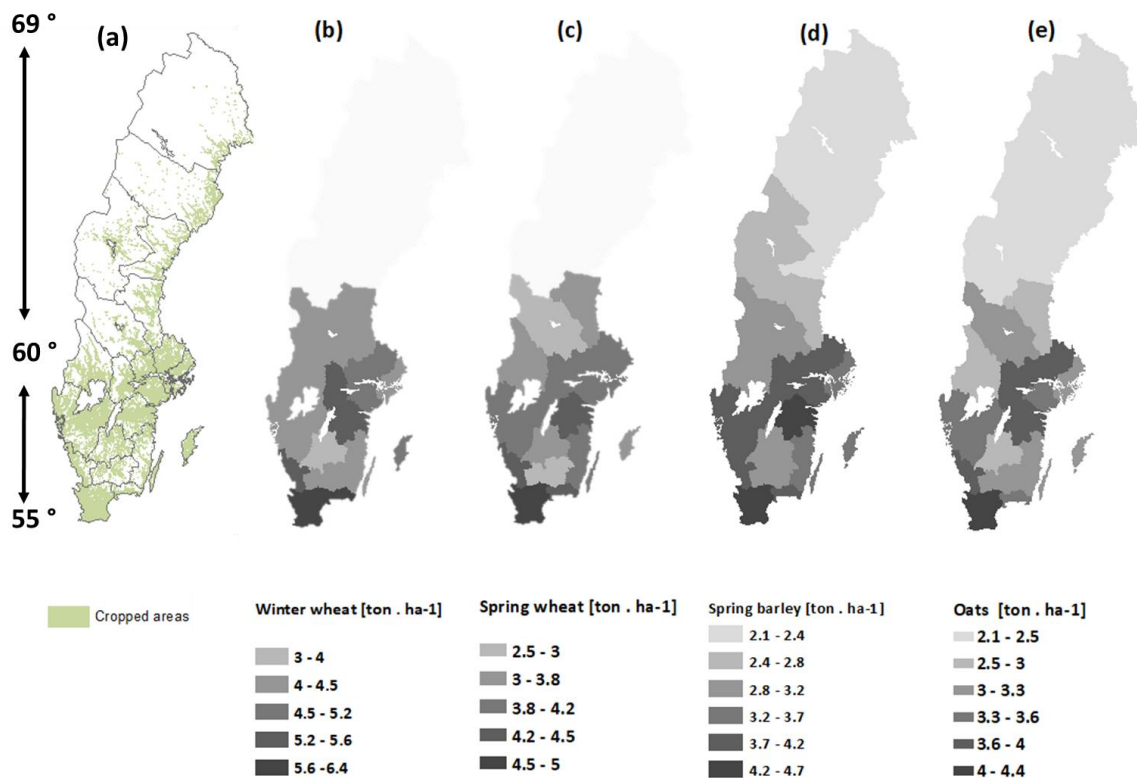 69 °
(a)
(b)
(c)
(d)
(e)
60 °
55 °
Cropped areas
Winter wheat [ton . ha-1]
3 - 4
4 - 4.5
4.5 - 5.2
5.2 - 5.6
5.6 -6.4
Spring wheat [ton . ha-1]
2.5 - 3
3 - 3.8
3.8 - 4.2
4.2 - 4.5
4.5 - 5
Spring barley [ton . ha-1]
2.1 - 2.4
2.4 - 2.8
2.8 - 3.2
3.2 - 3.7
3.7 - 4.2
4.2 - 4.7
Oats [ton . ha-1]
2.1 - 2.5
2.5 - 3
3 - 3.3
3.3 - 3.6
3.6 - 4
4 - 4.4